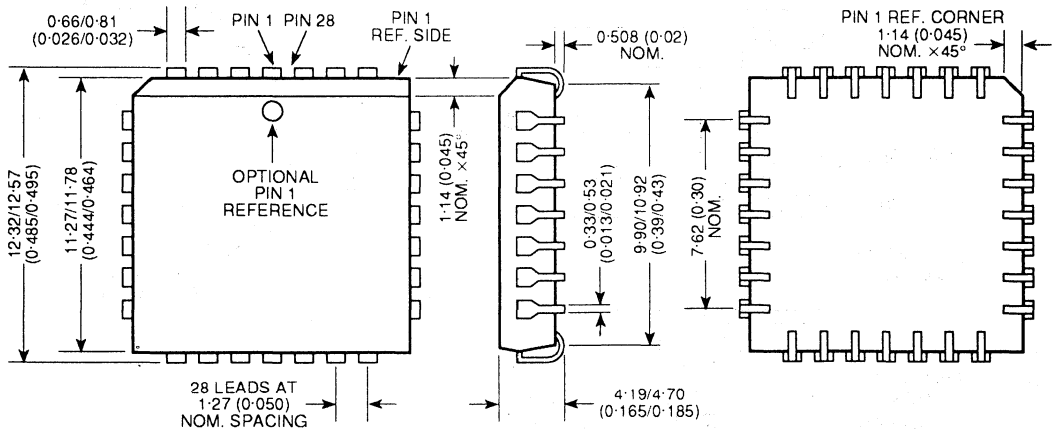 0·66/0·81
(0·026/0·032)
PIN 1 PIN 28
PIN 1
REF. SIDE
0·508 (0·02)
NOM.
PIN 1 REF. CORNER
1·14 (0·045)
NOM. ×45°
12·32/12·57
(0·485/0·495)
11·27/11·78
(0·444/0·464)
OPTIONAL
PIN 1
REFERENCE
1·14 (0·045)
NOM. ×45°
0·33/0·53
(0·013/0·021)
9·90/10·92
(0·39/0·43)
7·62 (0·30)
NOM.
28 LEADS AT
1·27 (0·050)
NOM. SPACING
4·19/4·70
(0·165/0·185)